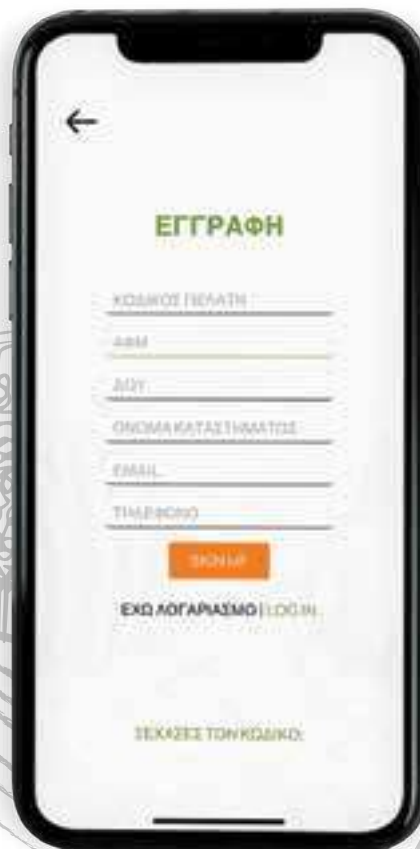 ΕΓΓΡΑΦΗ
ΚΩΔΙΚΟΣ ΠΕΛΑΤΗ
ΑΦΜ
ΔΟΥ
ΟΝΟΜΑ ΚΑΤΑΣΤΗΜΑΤΟΣ
EMAIL
ΤΗΛΕΦΩΝΟ
SIGN UP
ΕΧΩ ΛΟΓΑΡΙΑΣΜΟ | LOG IN
ΞΕΧΑΣΕΣ ΤΟΝ ΚΩΔΙΚΟ;